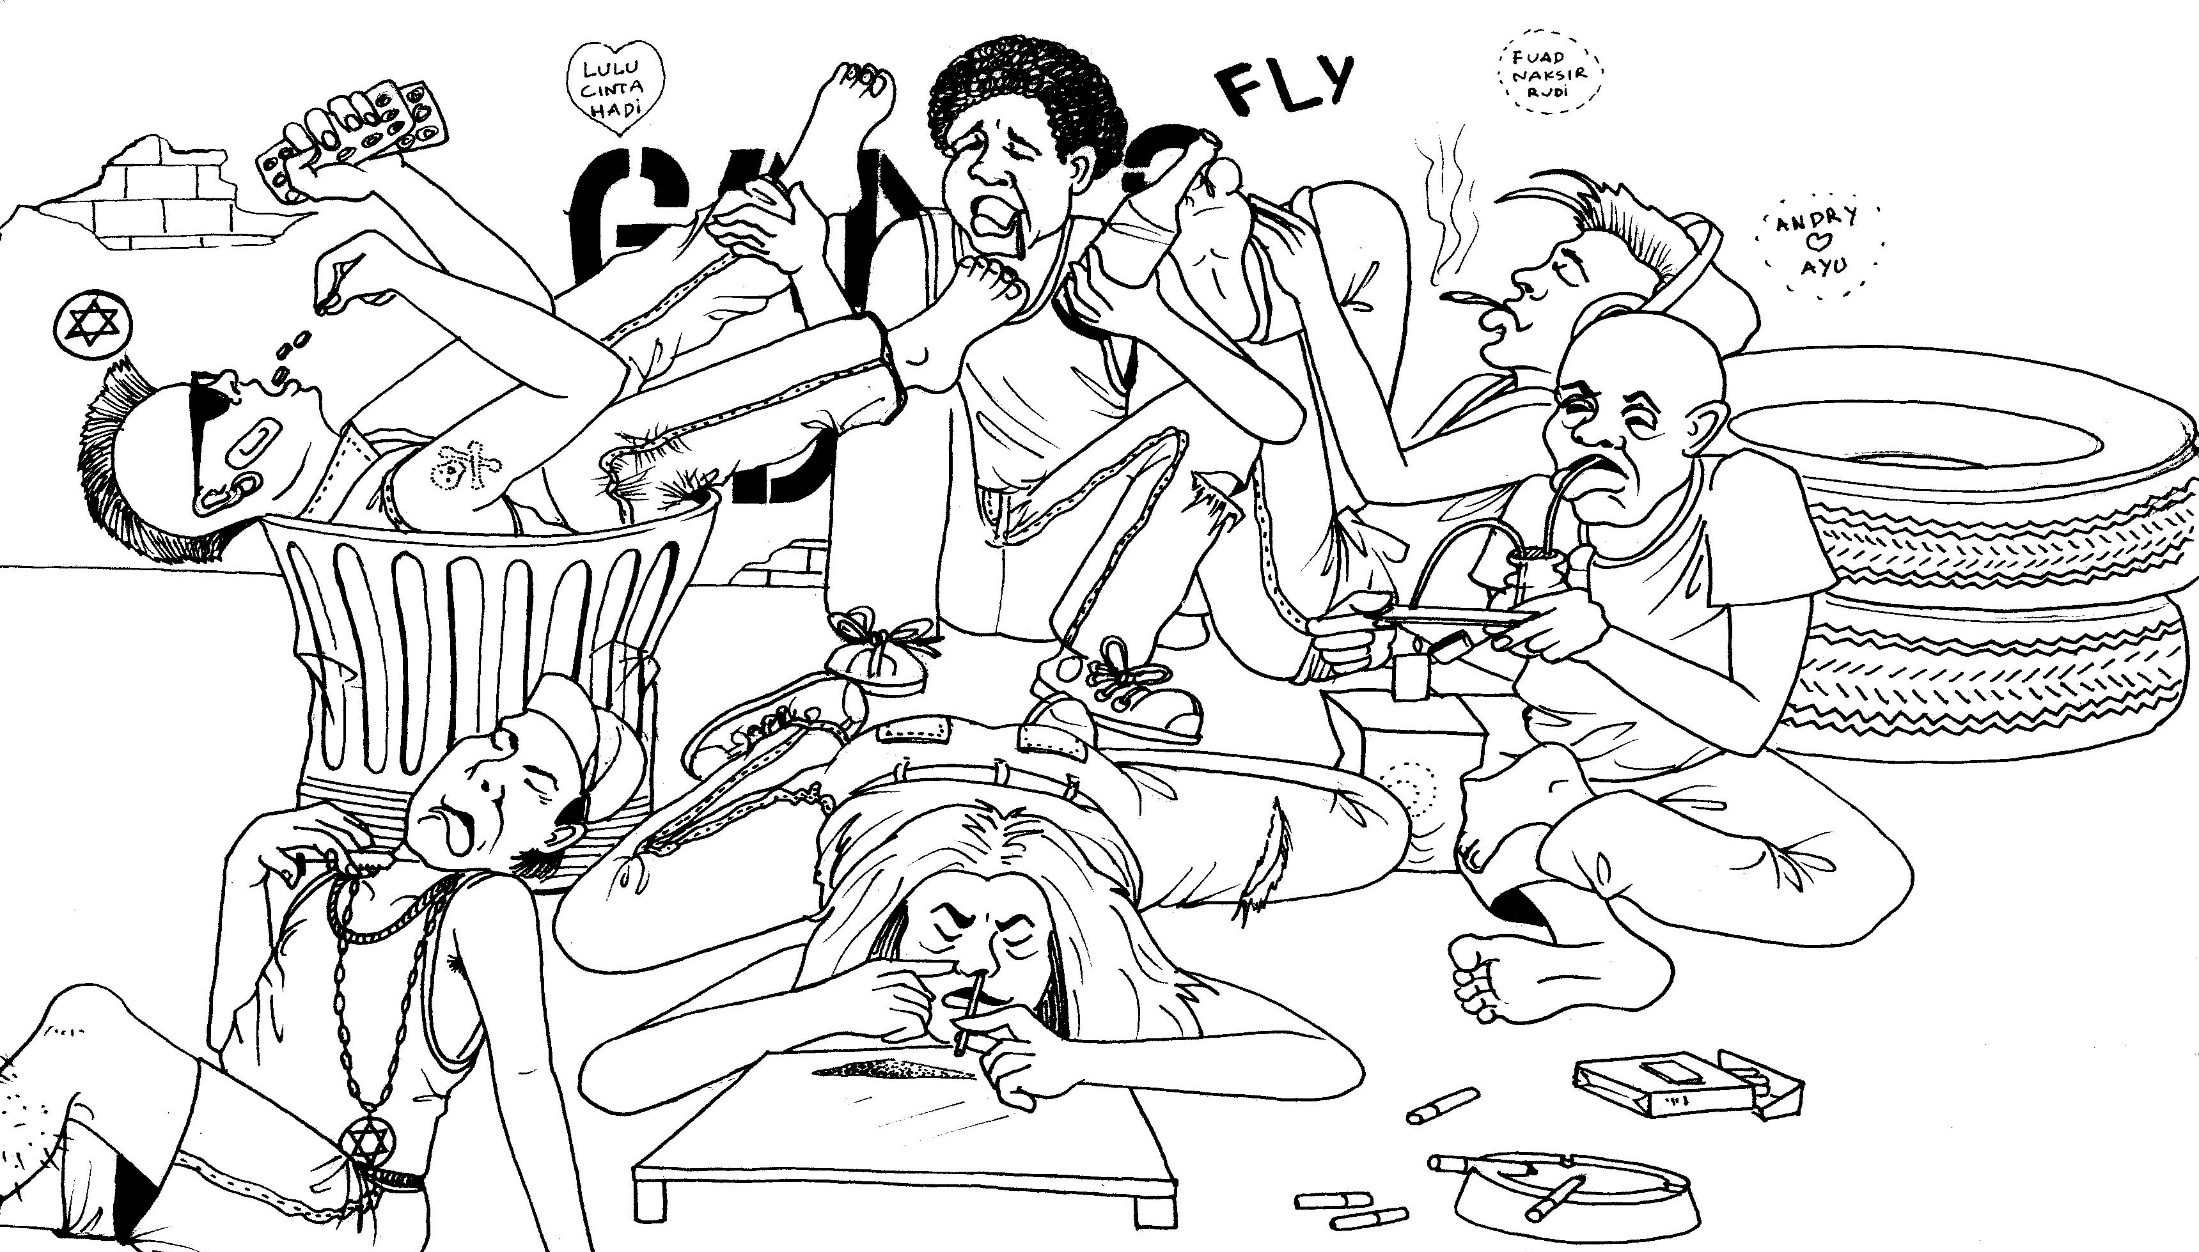 LULU
CINTA
HADi
FLY
FUAD
NAKSIR
RUDi
ANDRY
AYU